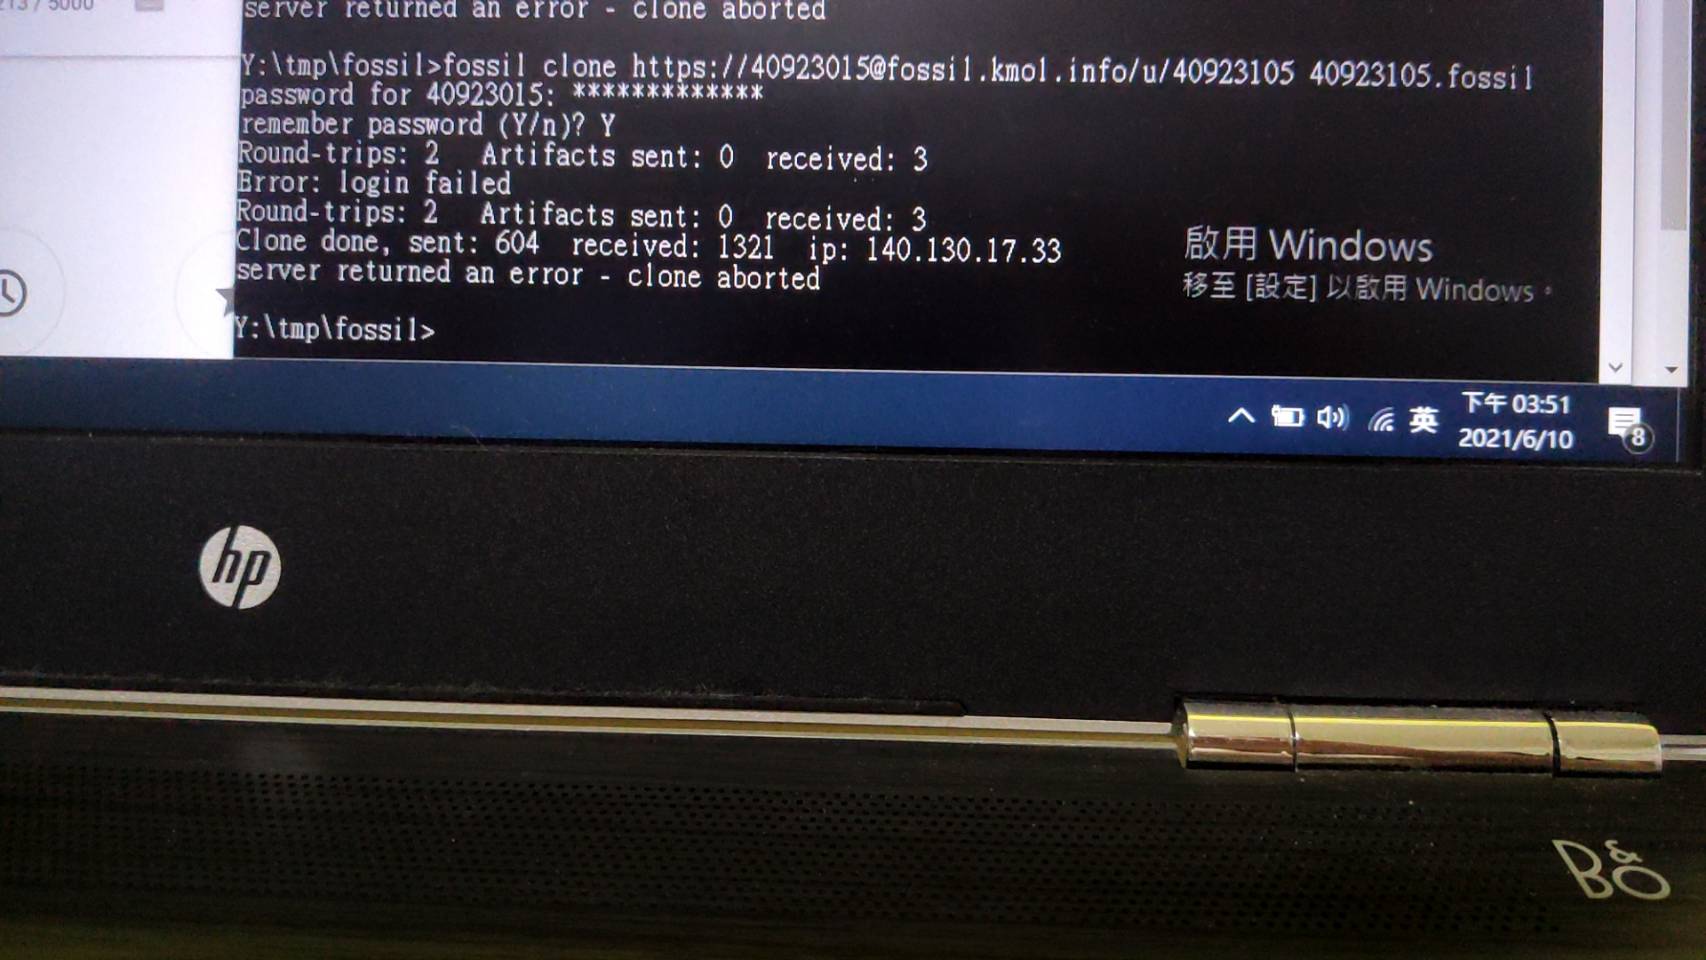 213 / 5000
server returned an error - clone aborted
Y:\tmp\fossil>fossil clone https://40923015@fossil.kmol.info/u/40923105 40923105.fossil
password for 40923015: *************
remember password (Y/n)? Y
Round-trips: 2   Artifacts sent: 0  received: 3
Error: login failed
Round-trips: 2   Artifacts sent: 0  received: 3
Clone done, sent: 604  received: 1321  ip: 140.130.17.33
server returned an error - clone aborted
Y:\tmp\fossil>
啟用 Windows
移至 [設定] 以啟用 Windows。
英
下午 03:51
2021/6/10
8
hp
B&O